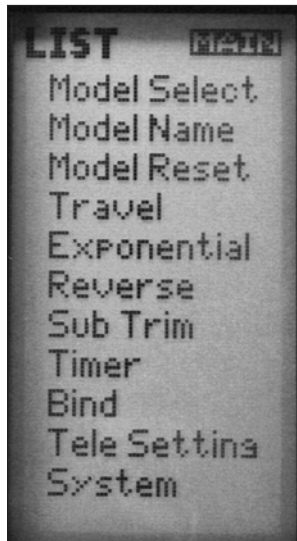 LIST MAIN
Model Select
Model Name
Model Reset
Travel
Exponential
Reverse
Sub Trim
Timer
Bind
Tele Setting
System